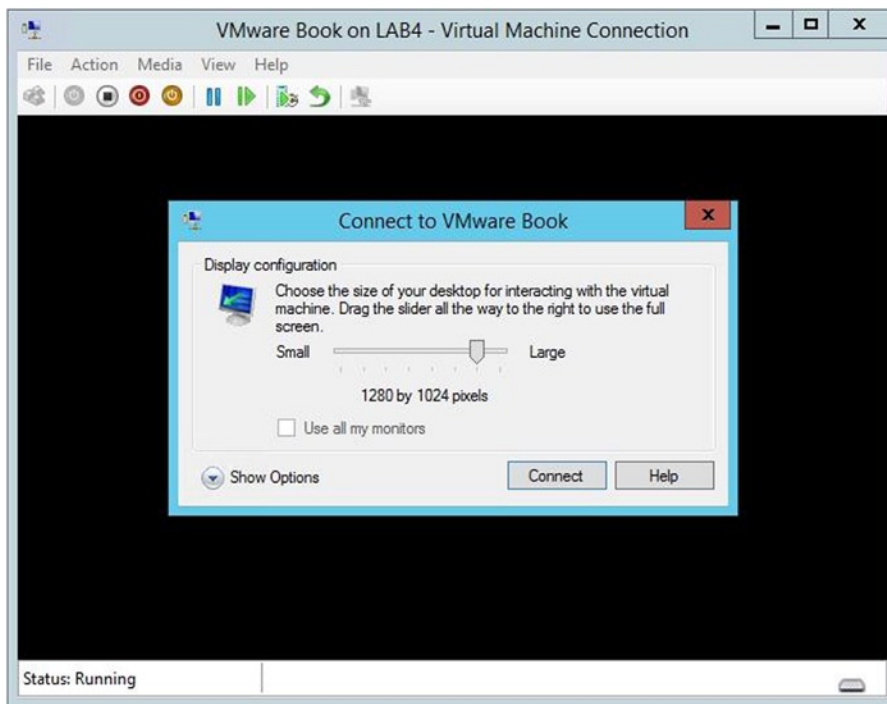 VMware Book on LAB4 - Virtual Machine Connection
File Action Media View Help
Connect to VMware Book
Display configuration
Choose the size of your desktop for interacting with the virtual
machine. Drag the slider all the way to the right to use the full
screen.
Small Large
1280 by 1024 pixels
Use all my monitors
Show Options Connect Help
Status: Running